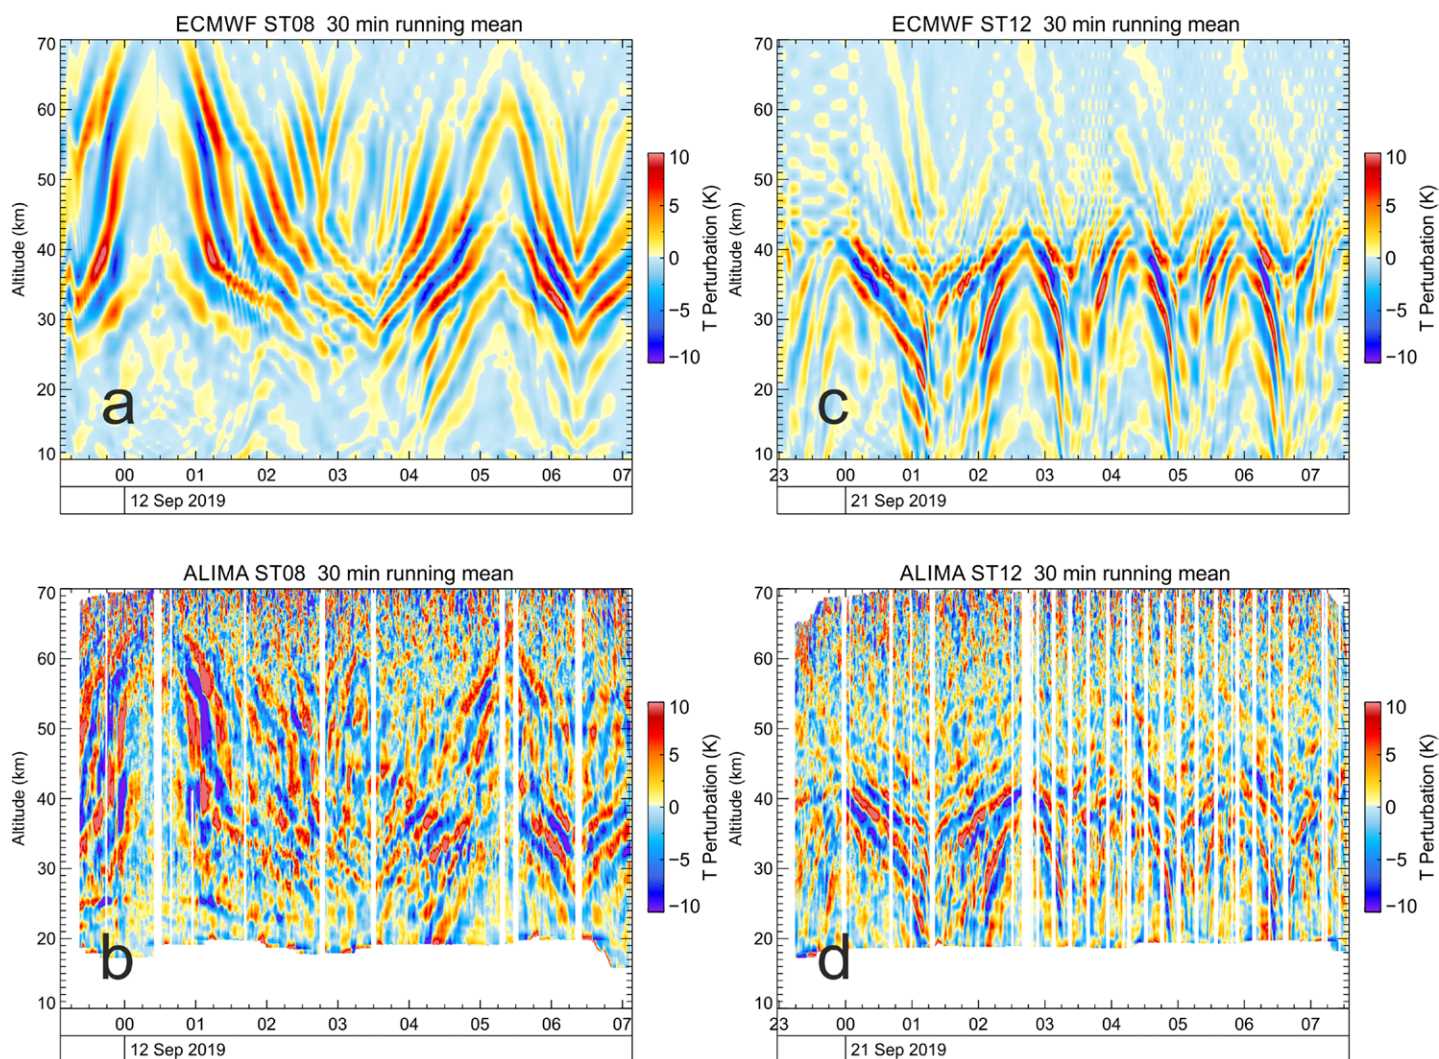 ECMWF ST08 30 min running mean
70
60
50
40
30
20
10
Altitude (km)
a
00 01 02 03 04 05 06 07
12 Sep 2019
10
5
0
−5
−10
T Perturbation (K)
ECMWF ST12 30 min running mean
70
60
50
40
30
20
10
Altitude (km)
c
23 00 01 02 03 04 05 06 07
21 Sep 2019
10
5
0
−5
−10
T Perturbation (K)
ALIMA ST08 30 min running mean
70
60
50
40
30
20
10
Altitude (km)
b
00 01 02 03 04 05 06 07
12 Sep 2019
10
5
0
−5
−10
T Perturbation (K)
ALIMA ST12 30 min running mean
70
60
50
40
30
20
10
Altitude (km)
d
23 00 01 02 03 04 05 06 07
21 Sep 2019
10
5
0
−5
−10
T Perturbation (K)